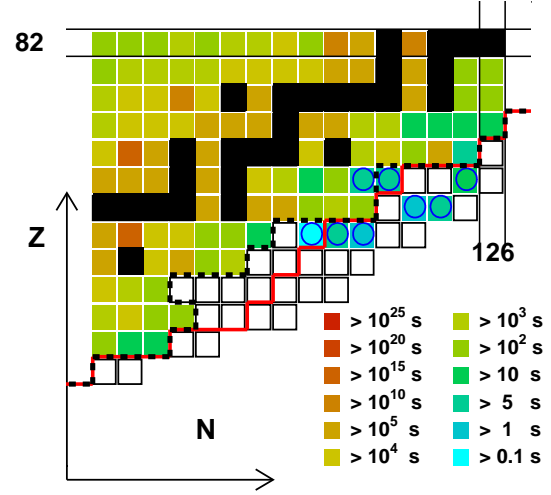 82
Z
126
N
> 10^25 s
> 10^20 s
> 10^15 s
> 10^10 s
> 10^5 s
> 10^4 s
> 10^3 s
> 10^2 s
> 10 s
> 5 s
> 1 s
> 0.1 s